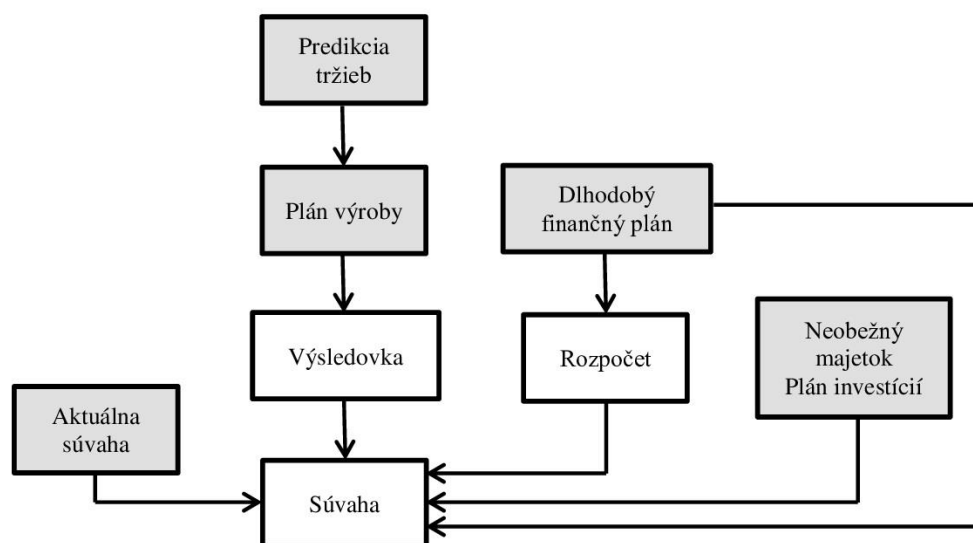 Predikcia
tržieb
Plán výroby
Dlhodobý
finančný plán
Výsledovka
Rozpočet
Neobežný
majetok
Plán investícií
Aktuálna
súvaha
Súvaha